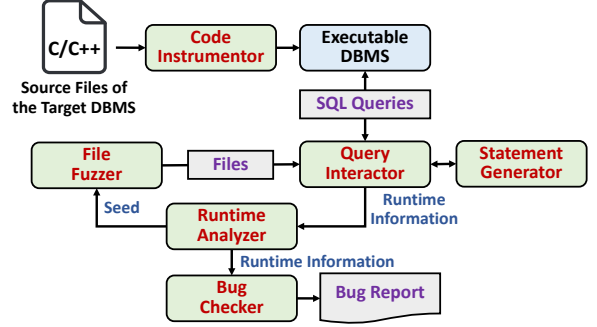 C/C++
Source Files of
the Target DBMS
Code
Instrumentor
Executable
DBMS
SQL Queries
File
Fuzzer
Files
Query
Interactor
Statement
Generator
Seed
Runtime
Analyzer
Runtime
Information
Runtime Information
Bug
Checker
Bug Report